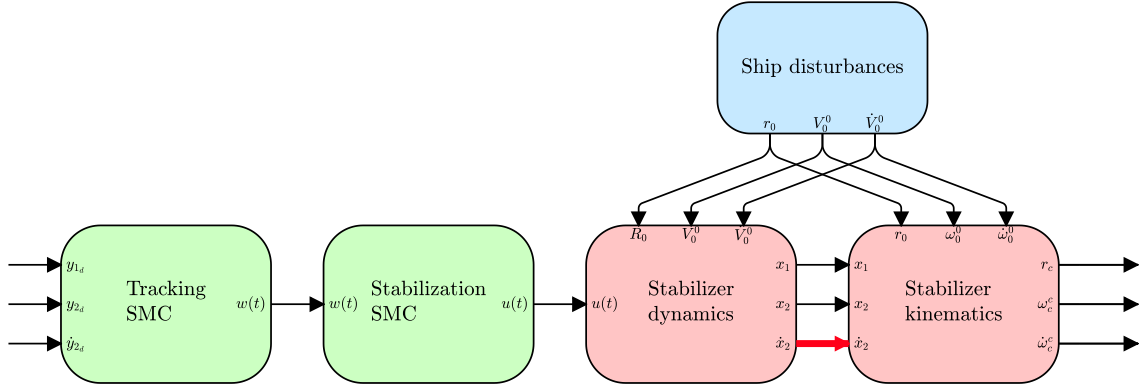 Ship disturbances
r₀ V₀⁰ V̇₀⁰
R₀ V₀⁰ V̇₀⁰ r₀ ω₀⁰ ω̇₀⁰
y₁d x₁ x₁ r_c
Tracking SMC
Stabilization SMC
Stabilizer dynamics
Stabilizer kinematics
y₂d w(t) w(t) u(t) u(t) x₂ x₂ ω_c^c
ẏ₂d ẋ₂ ẋ₂ ω̇_c^c